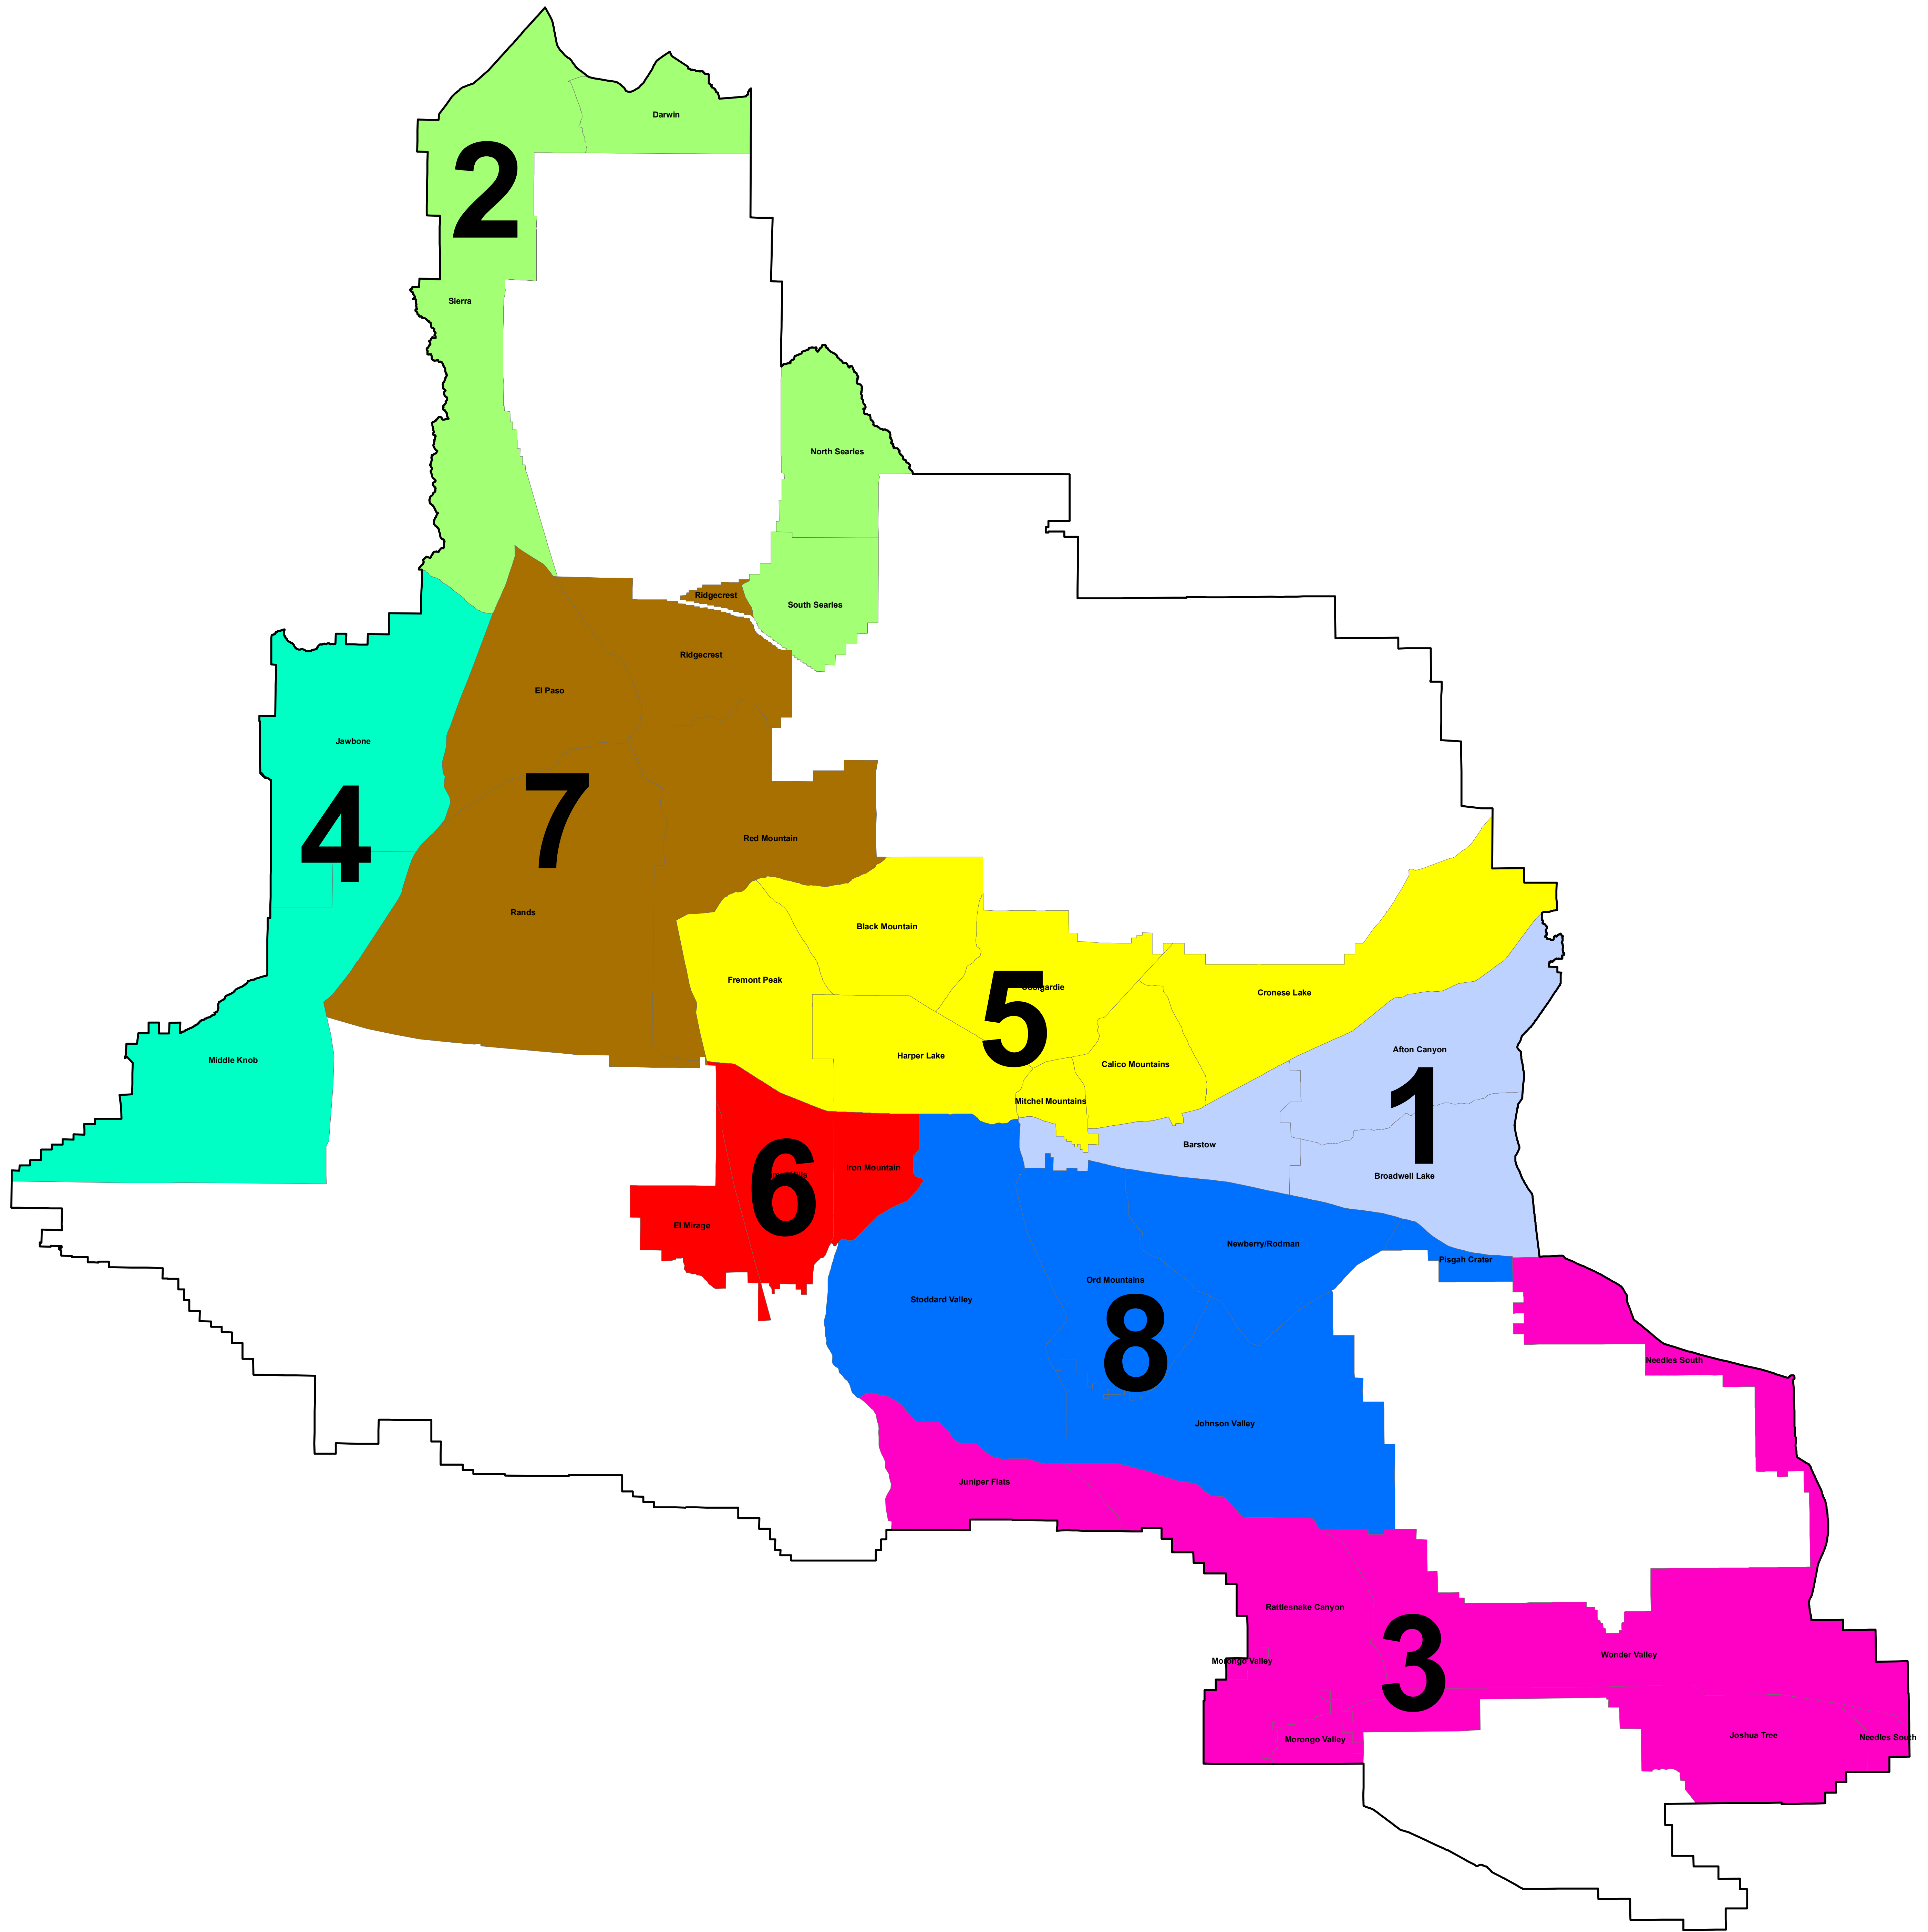 Darwin
2
Sierra
North Searles
Ridgecrest
South Searles
Ridgecrest
El Paso
Jawbone
4
7
Red Mountain
Rands
Black Mountain
Fremont Peak
5
Cronese Lake
Harper Lake
Calico Mountains
Afton Canyon
Middle Knob
Mitchel Mountains
1
Barstow
Iron Mountain
Broadwell Lake
6
El Mirage
Newberry/Rodman
Pisgah Crater
Ord Mountains
Stoddard Valley
8
Needles South
Johnson Valley
Juniper Flats
Rattlesnake Canyon
3
Wonder Valley
Morongo Valley
Morongo Valley
Joshua Tree
Needles South